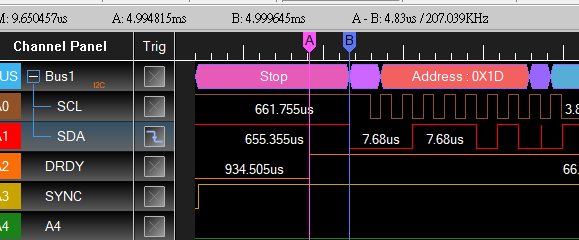 M: 9.650457us A: 4.994815ms B: 4.999645ms A - B: 4.83us / 207.039KHz
Channel Panel Trig A B
US Bus1 I2C Stop Address : 0X1D
A0 SCL 661.755us 3.8
A1 SDA 655.355us 7.68us 7.68us
A2 DRDY 934.505us 66.
A3 SYNC
A4 A4